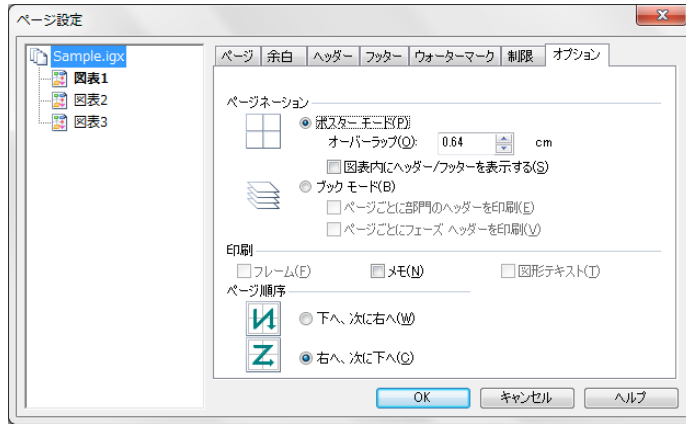 ページ設定
Sample.igx
図表1
図表2
図表3
ページ 余白 ヘッダー フッター ウォーターマーク 制限 オプション
ページネーション
ポスター モード(P)
オーバーラップ(O): 0.64 cm
図表内にヘッダー/フッターを表示する(S)
ブック モード(B)
ページごとに部門のヘッダーを印刷(E)
ページごとにフェーズ ヘッダーを印刷(V)
印刷
フレーム(F) メモ(N) 図形テキスト(T)
ページ順序
下へ、次に右へ(W)
右へ、次に下へ(C)
OK キャンセル ヘルプ